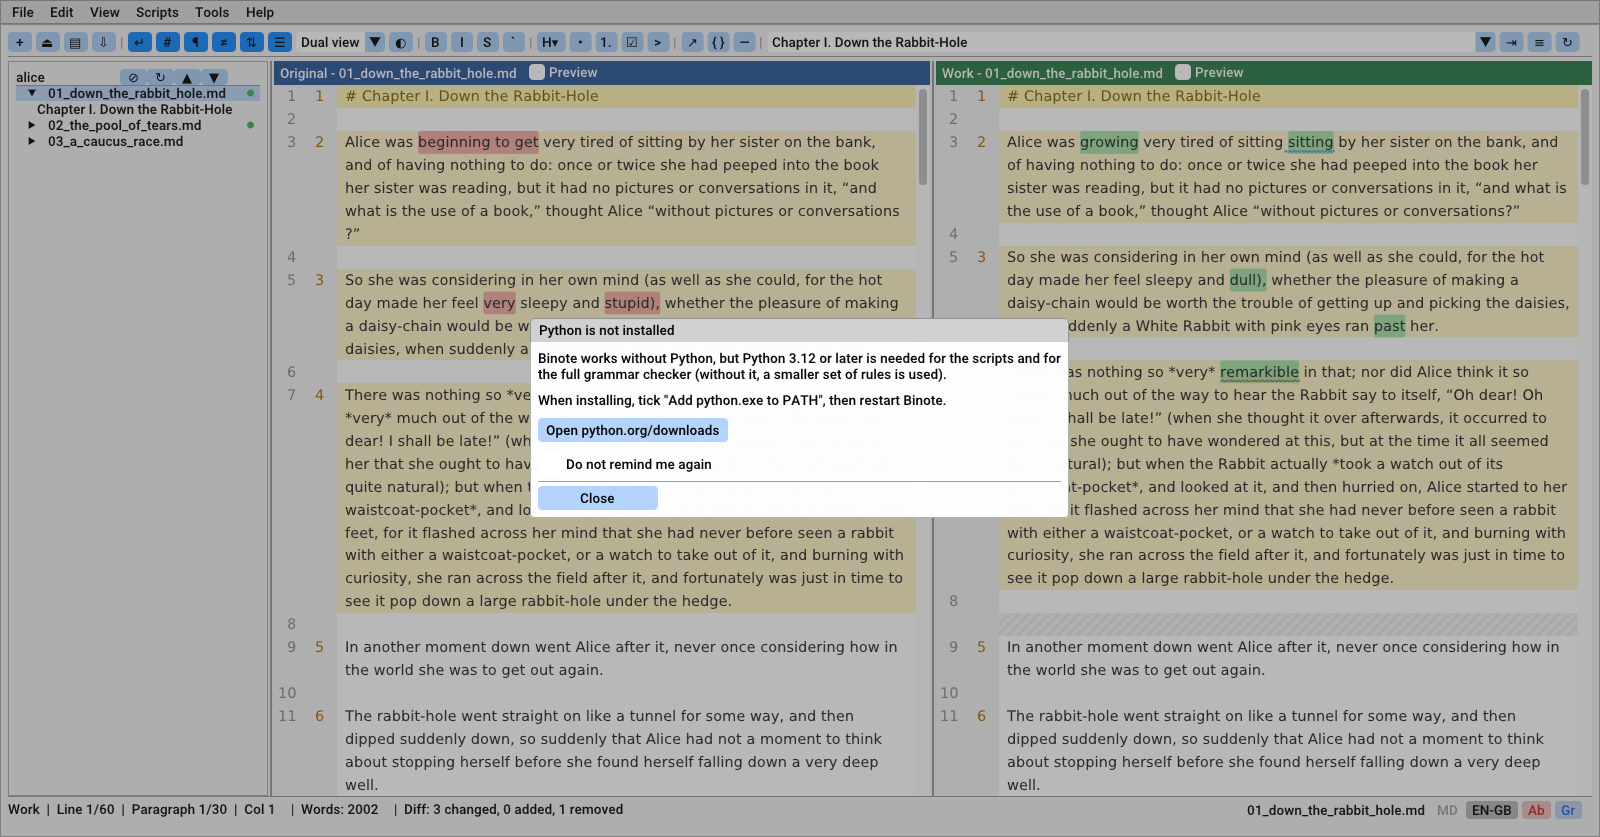 File Edit View Scripts Tools Help
+ ⏏ ▤ ⇩ | ↵ # ¶ ≠ ⇅ ☰ Dual view ▼ ◐ | B I S ` | H▾ • 1. ☑ > | ↗ { } — | Chapter I. Down the Rabbit-Hole ▼ ⇥ ≡ ↻
alice ⊘ ↻ ▲ ▼
01_down_the_rabbit_hole.md
Chapter I. Down the Rabbit-Hole
02_the_pool_of_tears.md
03_a_caucus_race.md
Original - 01_down_the_rabbit_hole.md Preview
1 1 # Chapter I. Down the Rabbit-Hole
2
3 2 Alice was beginning to get very tired of sitting by her sister on the bank,
and of having nothing to do: once or twice she had peeped into the book
her sister was reading, but it had no pictures or conversations in it, “and
what is the use of a book,” thought Alice “without pictures or conversations
?”
4
5 3 So she was considering in her own mind (as well as she could, for the hot
day made her feel very sleepy and stupid), whether the pleasure of making
a daisy-chain would be w
daisies, when suddenly a
6
7 4 There was nothing so *ve
*very* much out of the w
dear! I shall be late!” (wh
her that she ought to hav
quite natural); but when t
waistcoat-pocket*, and lo
feet, for it flashed across her mind that she had never before seen a rabbit
with either a waistcoat-pocket, or a watch to take out of it, and burning with
curiosity, she ran across the field after it, and fortunately was just in time to
see it pop down a large rabbit-hole under the hedge.
8
9 5 In another moment down went Alice after it, never once considering how in
the world she was to get out again.
10
11 6 The rabbit-hole went straight on like a tunnel for some way, and then
dipped suddenly down, so suddenly that Alice had not a moment to think
about stopping herself before she found herself falling down a very deep
well.
Work - 01_down_the_rabbit_hole.md Preview
1 1 # Chapter I. Down the Rabbit-Hole
2
3 2 Alice was growing very tired of sitting sitting by her sister on the bank, and
of having nothing to do: once or twice she had peeped into the book her
sister was reading, but it had no pictures or conversations in it, “and what is
the use of a book,” thought Alice “without pictures or conversations?”
4
5 3 So she was considering in her own mind (as well as she could, for the hot
day made her feel sleepy and dull), whether the pleasure of making a
daisy-chain would be worth the trouble of getting up and picking the daisies,
ddenly a White Rabbit with pink eyes ran past her.
as nothing so *very* remarkible in that; nor did Alice think it so
uch out of the way to hear the Rabbit say to itself, “Oh dear! Oh
hall be late!” (when she thought it over afterwards, it occurred to
she ought to have wondered at this, but at the time it all seemed
tural); but when the Rabbit actually *took a watch out of its
t-pocket*, and looked at it, and then hurried on, Alice started to her
it flashed across her mind that she had never before seen a rabbit
with either a waistcoat-pocket, or a watch to take out of it, and burning with
curiosity, she ran across the field after it, and fortunately was just in time to
see it pop down a large rabbit-hole under the hedge.
8
9 5 In another moment down went Alice after it, never once considering how in
the world she was to get out again.
10
11 6 The rabbit-hole went straight on like a tunnel for some way, and then
dipped suddenly down, so suddenly that Alice had not a moment to think
about stopping herself before she found herself falling down a very deep
well.
Python is not installed
Binote works without Python, but Python 3.12 or later is needed for the scripts and for
the full grammar checker (without it, a smaller set of rules is used).
When installing, tick "Add python.exe to PATH", then restart Binote.
Open python.org/downloads
Do not remind me again
Close
Work | Line 1/60 | Paragraph 1/30 | Col 1 | Words: 2002 | Diff: 3 changed, 0 added, 1 removed 01_down_the_rabbit_hole.md MD EN-GB Ab Gr